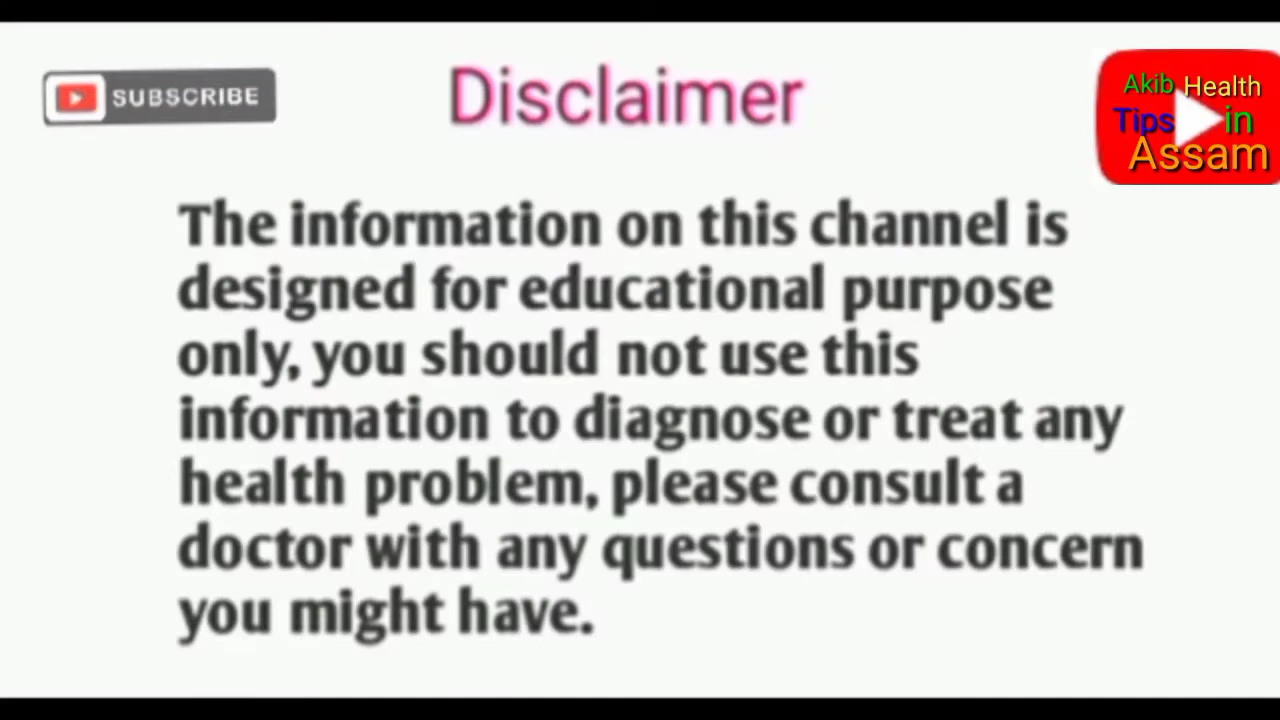 SUBSCRIBE
Disclaimer
Akib Health
Tips in
Assam
The information on this channel is
designed for educational purpose
only, you should not use this
information to diagnose or treat any
health problem, please consult a
doctor with any questions or concern
you might have.